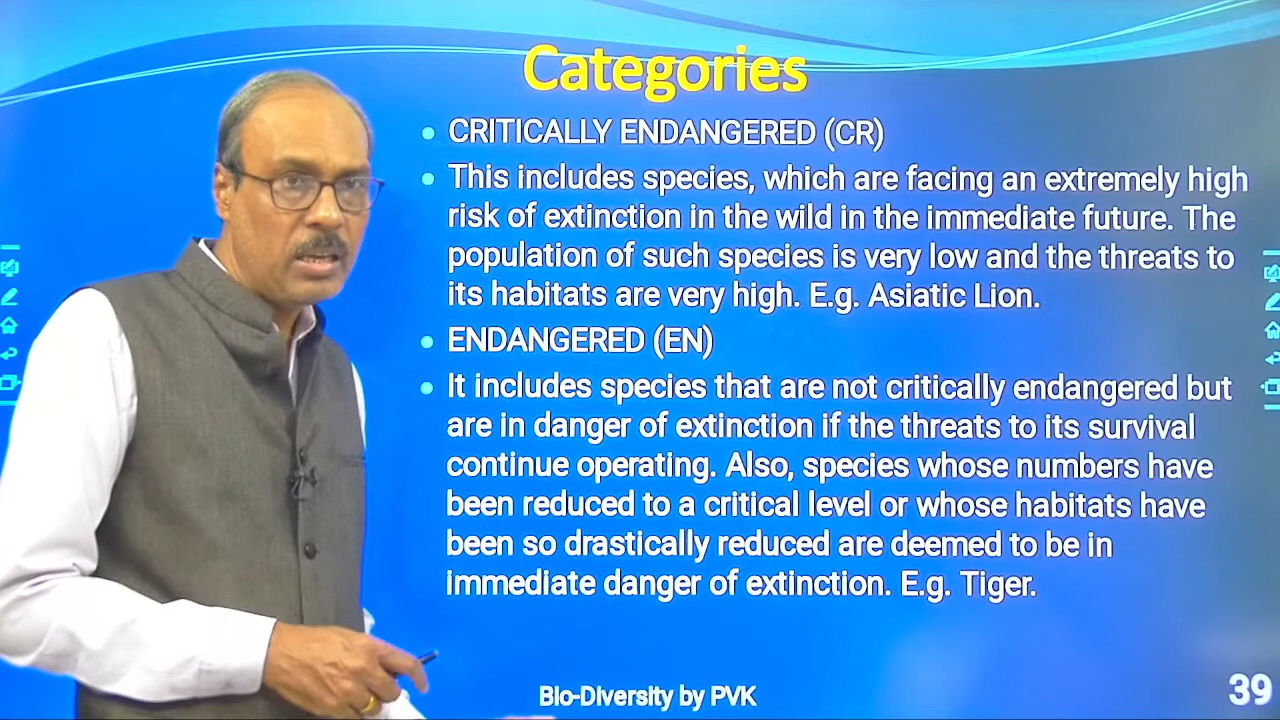 Categories
CRITICALLY ENDANGERED (CR)
This includes species, which are facing an extremely high
risk of extinction in the wild in the immediate future. The
population of such species is very low and the threats to
its habitats are very high. E.g. Asiatic Lion.
ENDANGERED (EN)
It includes species that are not critically endangered but
are in danger of extinction if the threats to its survival
continue operating. Also, species whose numbers have
been reduced to a critical level or whose habitats have
been so drastically reduced are deemed to be in
immediate danger of extinction. E.g. Tiger.
Bio-Diversity by PVK
39